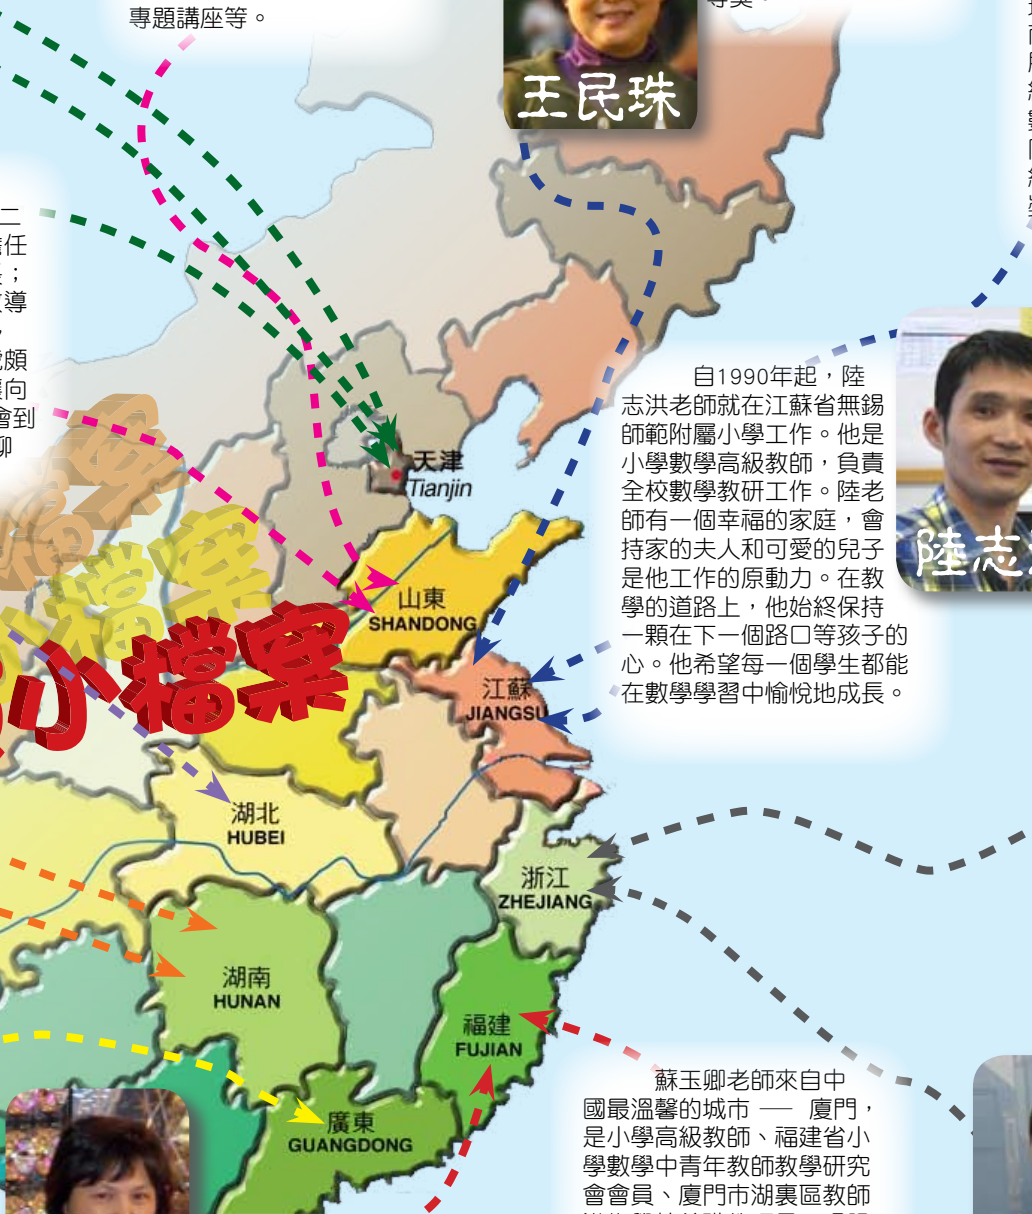 專題講座等。
王民珠
二
任
；
導
，
頗
向
會到
自1990年起，陸
志洪老師就在江蘇省無錫
師範附屬小學工作。他是
小學數學高級教師，負責
全校數學教研工作。陸老
師有一個幸福的家庭，會
持家的夫人和可愛的兒子
是他工作的原動力。在教
學的道路上，他始終保持
一顆在下一個路口等孩子的
心。他希望每一個學生都能
在數學學習中愉悅地成長。
陸志
天津
Tianjin
山東
SHANDONG
小檔案
檔案
江蘇
JIANGSU
湖北
HUBEI
浙江
ZHEJIANG
湖南
HUNAN
福建
FUJIAN
廣東
GUANGDONG
蘇玉卿老師來自中
國最溫馨的城市 — 廈門，
是小學高級教師、福建省小
學數學中青年教師教學研究
會會員、廈門市湖裏區教師